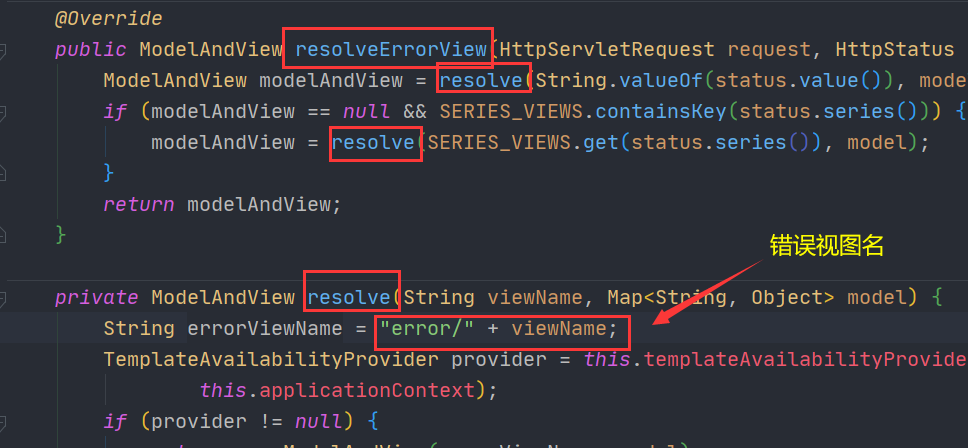 @Override
public ModelAndView resolveErrorView(HttpServletRequest request, HttpStatus
ModelAndView modelAndView = resolve(String.valueOf(status.value()), mode
if (modelAndView == null && SERIES_VIEWS.containsKey(status.series())) {
modelAndView = resolve(SERIES_VIEWS.get(status.series()), model);
}
return modelAndView;
}
错误视图名
private ModelAndView resolve(String viewName, Map<String, Object> model) {
String errorViewName = "error/" + viewName;
TemplateAvailabilityProvider provider = this.templateAvailabilityProvide
this.applicationContext);
if (provider != null) {